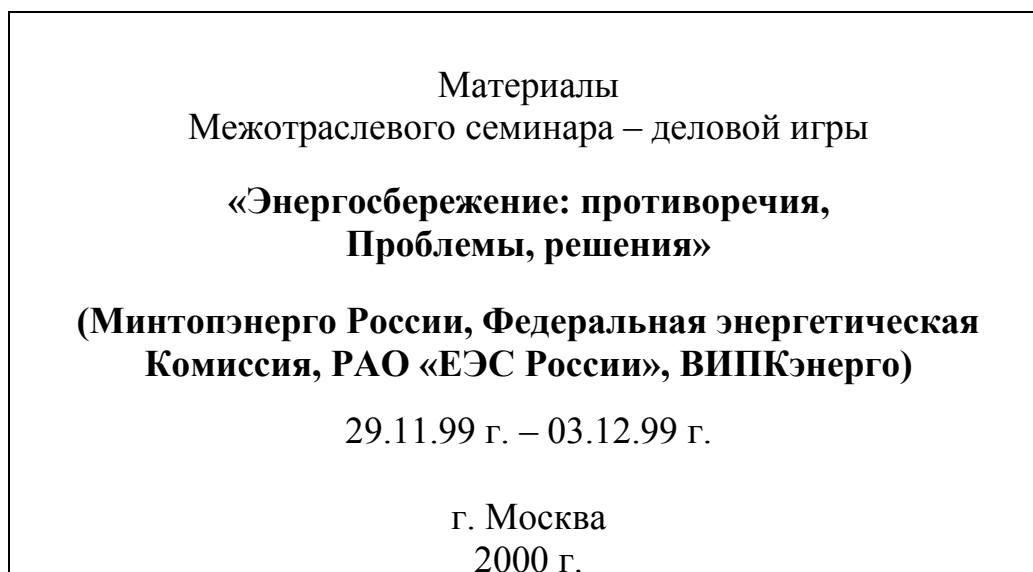 Материалы
Межотраслевого семинара – деловой игры
«Энергосбережение: противоречия,
Проблемы, решения»
(Минтопэнерго России, Федеральная энергетическая
Комиссия, РАО «ЕЭС России», ВИПКэнерго)
29.11.99 г. – 03.12.99 г.
г. Москва
2000 г.